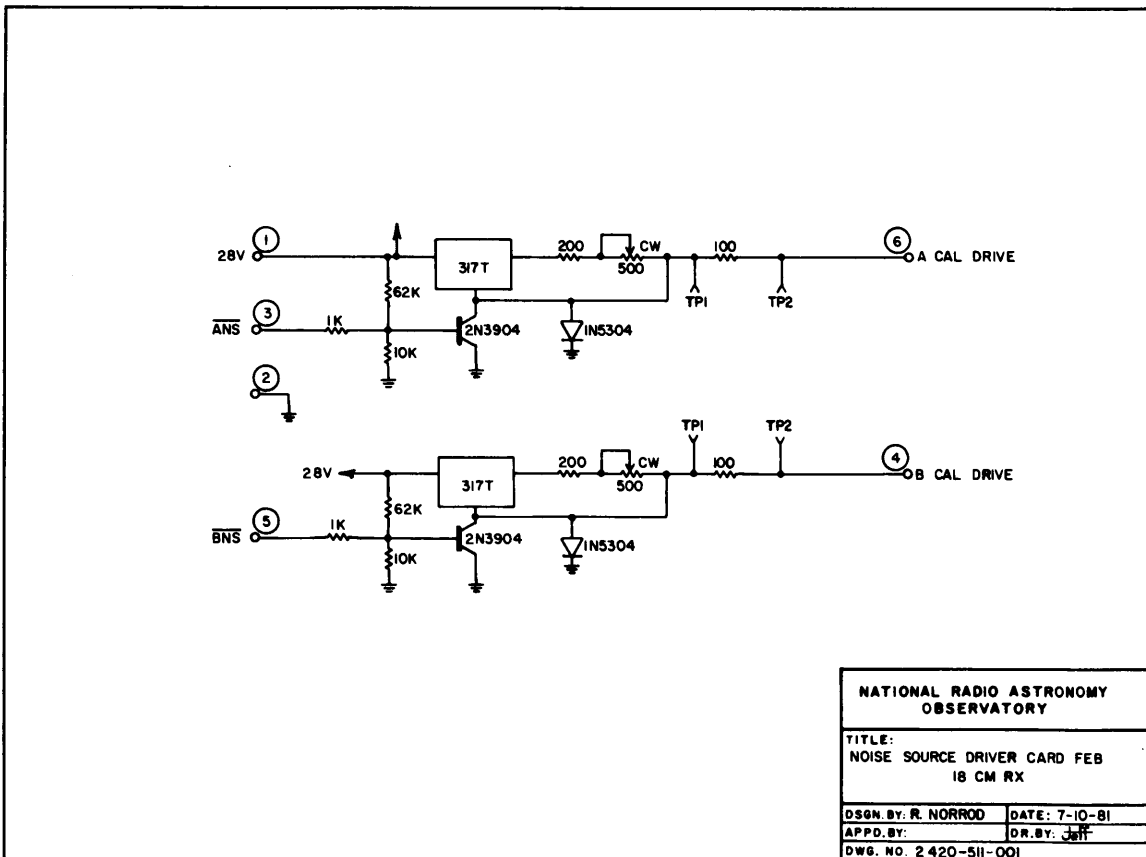 28V 1 317T 200 CW 500 100 6 A CAL DRIVE
62K TP1 TP2
3 ANS 1K 2N3904 1N5304
10K
2
TP1 TP2
28V 317T 200 CW 500 100 4 B CAL DRIVE
62K
5 BNS 1K 2N3904 1N5304
10K
NATIONAL RADIO ASTRONOMY
OBSERVATORY
TITLE:
NOISE SOURCE DRIVER CARD FEB
18 CM RX
DSGN. BY: R. NORROD DATE: 7-10-81
APPD. BY: DR. BY: Jeff
DWG. NO. 2 420-511-001